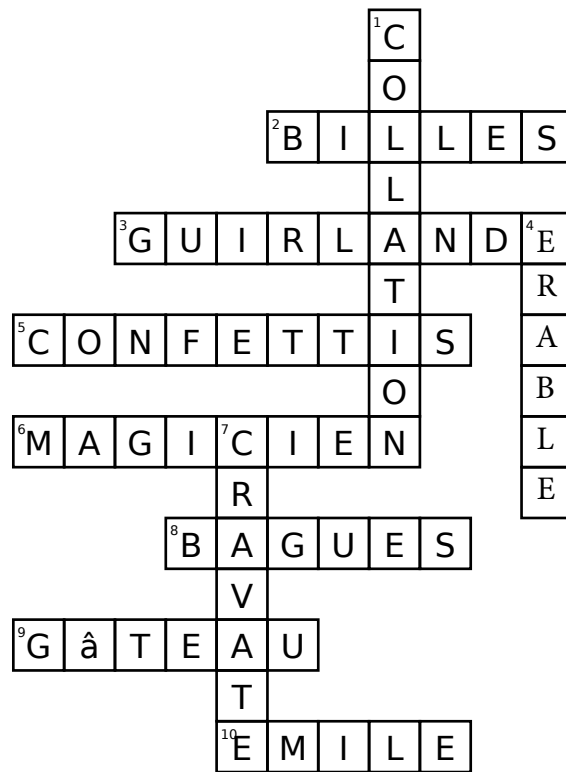 1 C
O
2 B I L L E S
L
3 G U I R L A N D 4 E
T R
5 C O N F E T T I S A
O B
6 M A G I 7 C I E N L
R E
8 B A G U E S
V
9 G â T E A U
T
10 E M I L E